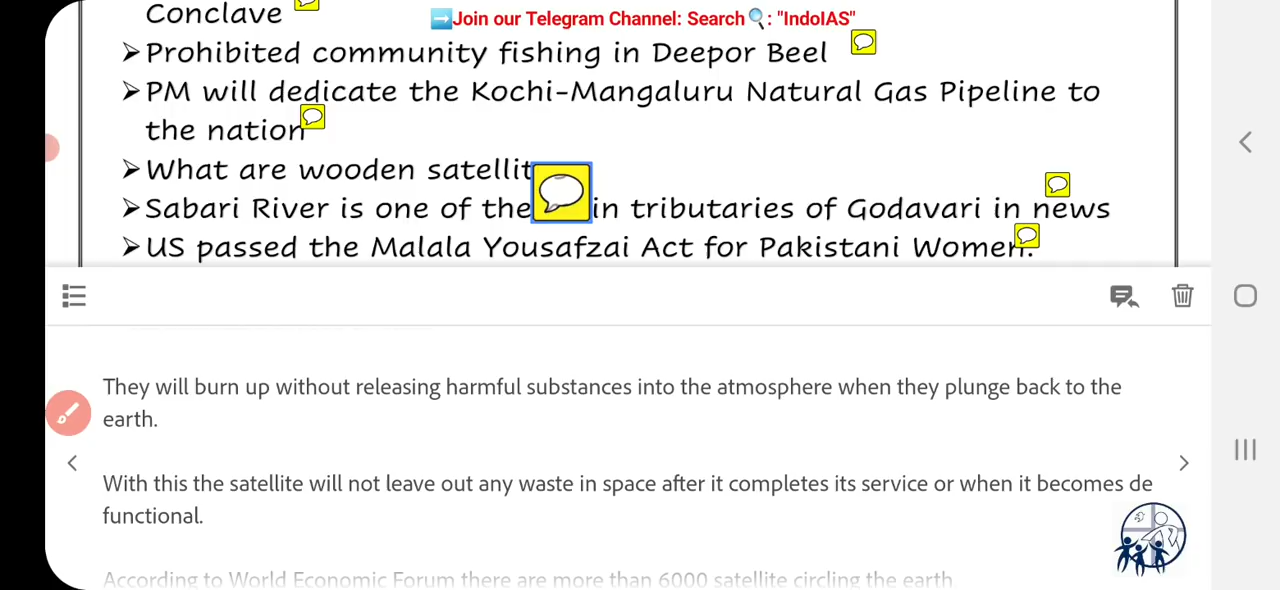 Conclave
➡Join our Telegram Channel: Search🔍: "IndoIAS"
➢Prohibited community fishing in Deepor Beel
➢PM will dedicate the Kochi-Mangaluru Natural Gas Pipeline to
the nation
➢What are wooden satellit
➢Sabari River is one of the in tributaries of Godavari in news
➢US passed the Malala Yousafzai Act for Pakistani Women.
They will burn up without releasing harmful substances into the atmosphere when they plunge back to the
earth.
With this the satellite will not leave out any waste in space after it completes its service or when it becomes de
functional.
According to World Economic Forum there are more than 6000 satellite circling the earth